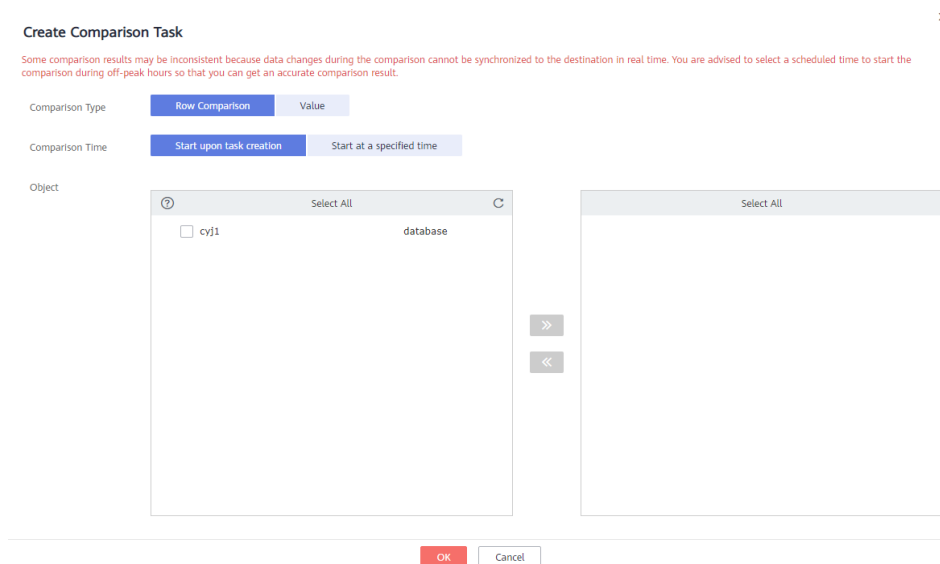 Create Comparison Task
Some comparison results may be inconsistent because data changes during the comparison cannot be synchronized to the destination in real time. You are advised to select a scheduled time to start the
comparison during off-peak hours so that you can get an accurate comparison result.
Comparison Type
Row Comparison
Value
Comparison Time
Start upon task creation
Start at a specified time
Object
Select All
Select All
cyj1
database
OK
Cancel